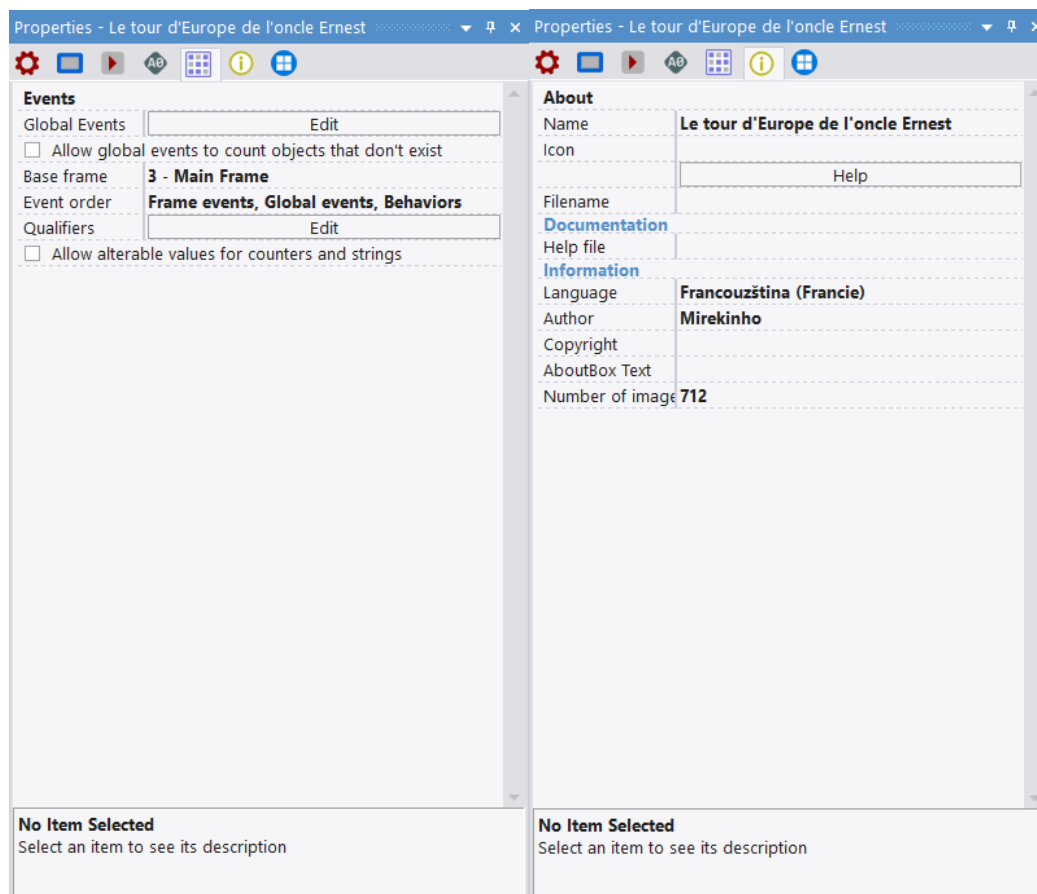 Properties - Le tour d'Europe de l'oncle Ernest
Events
Global Events Edit
Allow global events to count objects that don't exist
Base frame 3 - Main Frame
Event order Frame events, Global events, Behaviors
Qualifiers Edit
Allow alterable values for counters and strings
No Item Selected
Select an item to see its description
Properties - Le tour d'Europe de l'oncle Ernest
About
Name Le tour d'Europe de l'oncle Ernest
Icon
Help
Filename
Documentation
Help file
Information
Language Francouzština (Francie)
Author Mirekinho
Copyright
AboutBox Text
Number of image 712
No Item Selected
Select an item to see its description